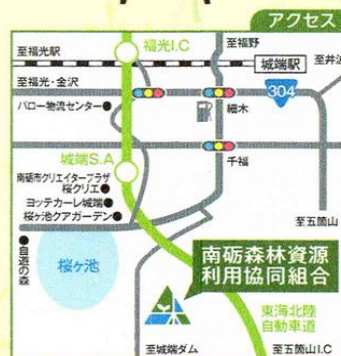 アクセス
至福光駅
福光I.C
至福野
城端駅
至井波
至福光・金沢
304
バロー物流センター
細木
城端S.A
千福
南砺市クリエイタープラザ
桜クリエ
ヨッテカーレ城端
桜ヶ池クアガーデン
至五箇山
自遊の森
桜ヶ池
南砺森林資源
利用協同組合
東海北陸
自動車道
至城端ダム
至五箇山I.C